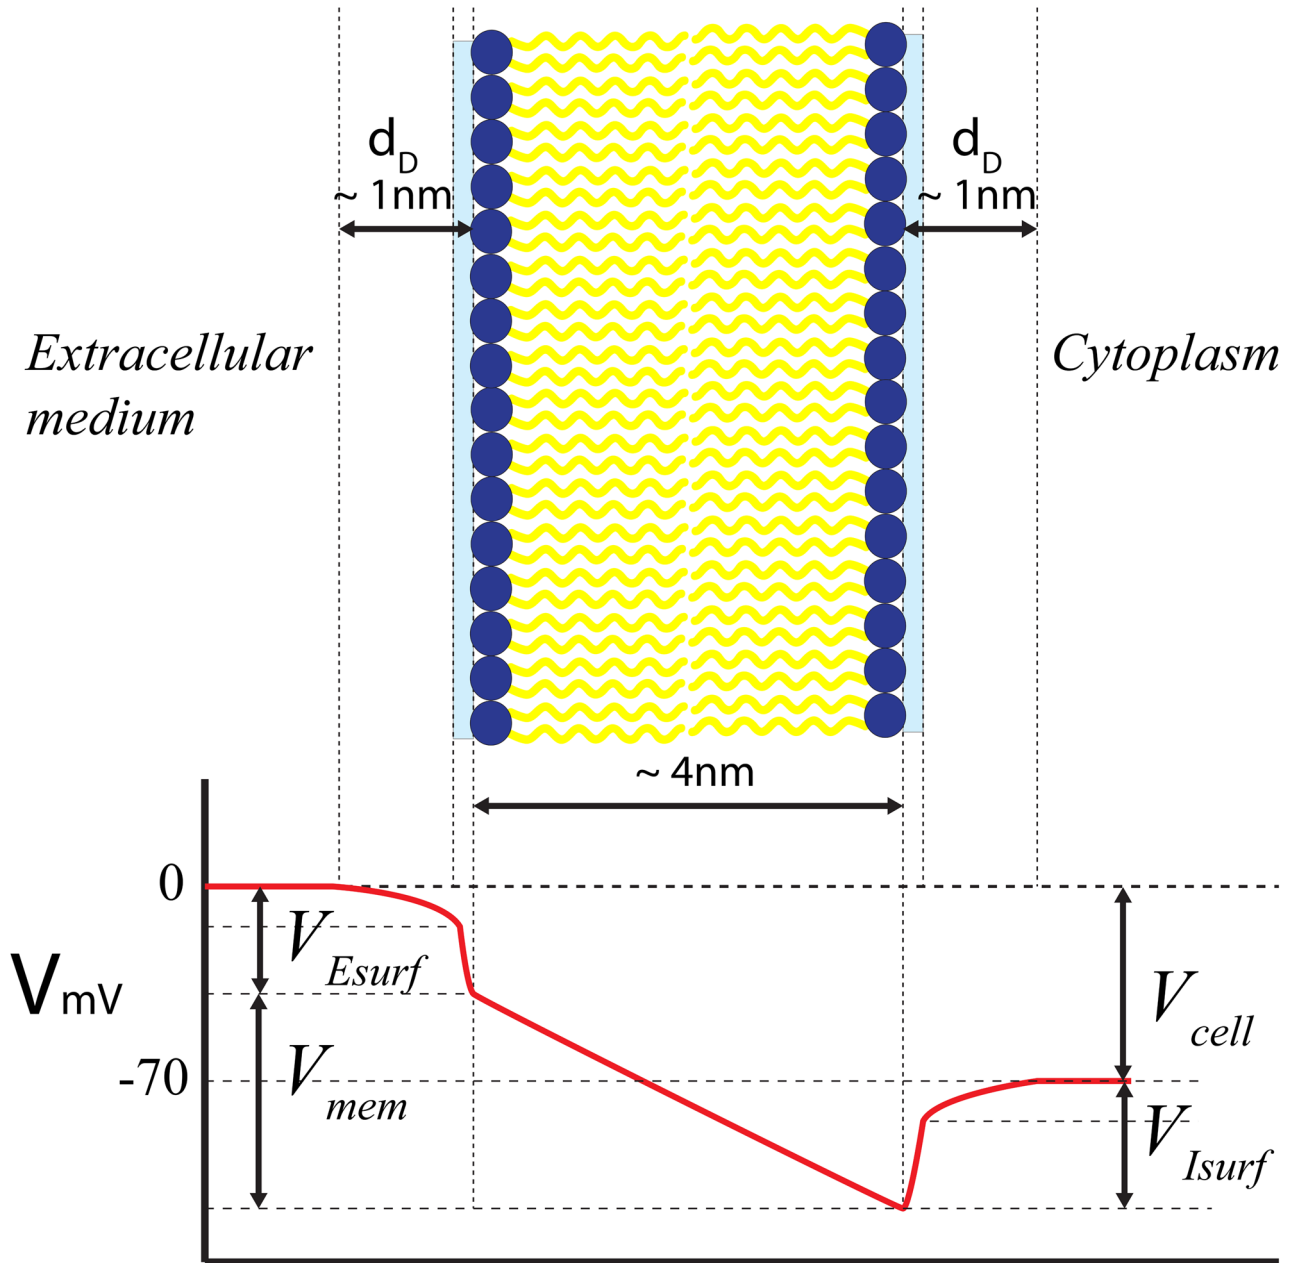 d_D
~ 1nm
d_D
~ 1nm
Extracellular
medium
Cytoplasm
~ 4nm
0
V_Esurf
V_mV
V_cell
-70
V_mem
V_Isurf